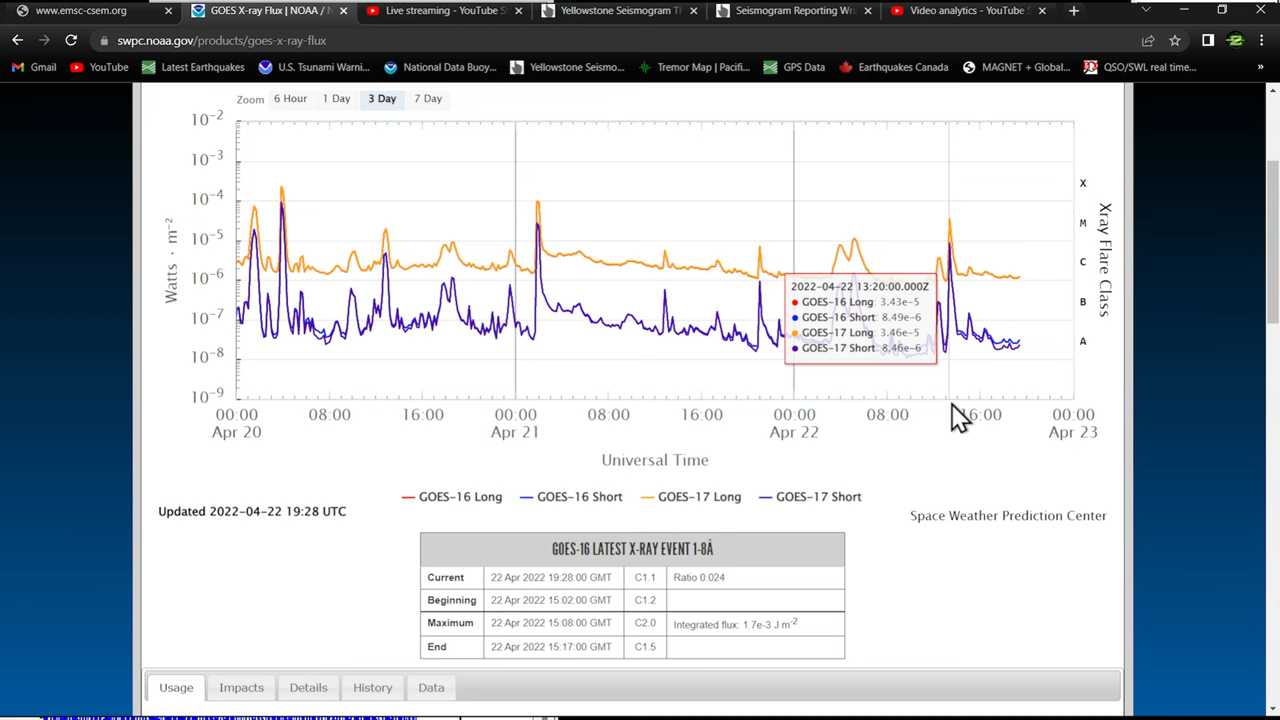 www.emsc-csem.org
GOES X-ray Flux | NOAA / N
Live streaming - YouTube S
Yellowstone Seismogram T
Seismogram Reporting Wra
Video analytics - YouTube S
swpc.noaa.gov/products/goes-x-ray-flux
Gmail YouTube Latest Earthquakes U.S. Tsunami Warni... National Data Buoy... Yellowstone Seismo... Tremor Map | Pacifi... GPS Data Earthquakes Canada MAGNET + Global... QSO/SWL real time... »
Zoom 6 Hour 1 Day 3 Day 7 Day
10⁻²
10⁻³
10⁻⁴
10⁻⁵
10⁻⁶
10⁻⁷
10⁻⁸
10⁻⁹
Watts · m⁻²
X
M
C
B
A
Xray Flare Class
2022-04-22 13:20:00.000Z
GOES-16 Long: 3.43e-5
GOES-16 Short: 8.49e-6
GOES-17 Long: 3.46e-5
GOES-17 Short: 8.46e-6
00:00 08:00 16:00 00:00 08:00 16:00 00:00 08:00 16:00 00:00
Apr 20 Apr 21 Apr 22 Apr 23
Universal Time
GOES-16 Long GOES-16 Short GOES-17 Long GOES-17 Short
Updated 2022-04-22 19:28 UTC
Space Weather Prediction Center
GOES-16 LATEST X-RAY EVENT 1-8Å
Current 22 Apr 2022 19:28:00 GMT C1.1 Ratio 0.024
Beginning 22 Apr 2022 15:02:00 GMT C1.2
Maximum 22 Apr 2022 15:08:00 GMT C2.0 Integrated flux: 1.7e-3 J m⁻²
End 22 Apr 2022 15:17:00 GMT C1.5
Usage Impacts Details History Data